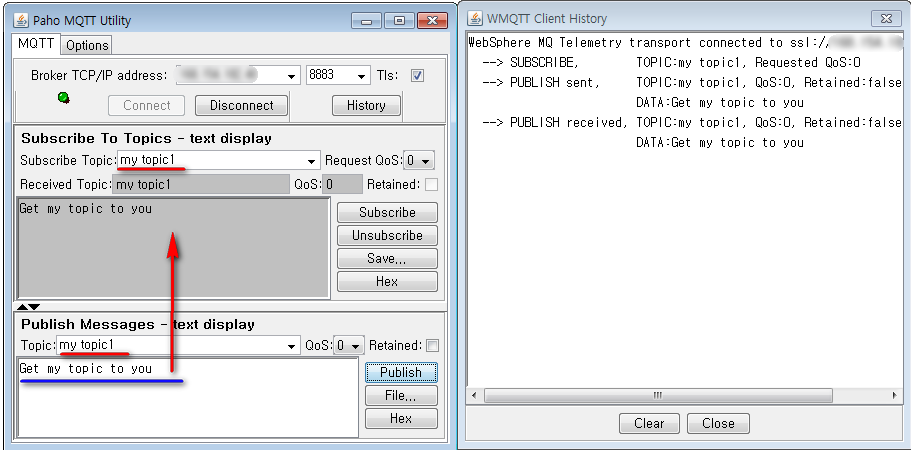 Paho MQTT Utility
MQTT Options
Broker TCP/IP address: 8883 Tls:
Connect Disconnect History
Subscribe To Topics - text display
Subscribe Topic: my topic1 Request QoS: 0
Received Topic: my topic1 QoS: 0 Retained:
Get my topic to you
Subscribe
Unsubscribe
Save...
Hex
Publish Messages - text display
Topic: my topic1 QoS: 0 Retained:
Get my topic to you
Publish
File...
Hex
WMQTT Client History
WebSphere MQ Telemetry transport connected to ssl://
--> SUBSCRIBE, TOPIC:my topic1, Requested QoS:0
--> PUBLISH sent, TOPIC:my topic1, QoS:0, Retained:false
DATA:Get my topic to you
--> PUBLISH received, TOPIC:my topic1, QoS:0, Retained:false
DATA:Get my topic to you
Clear Close